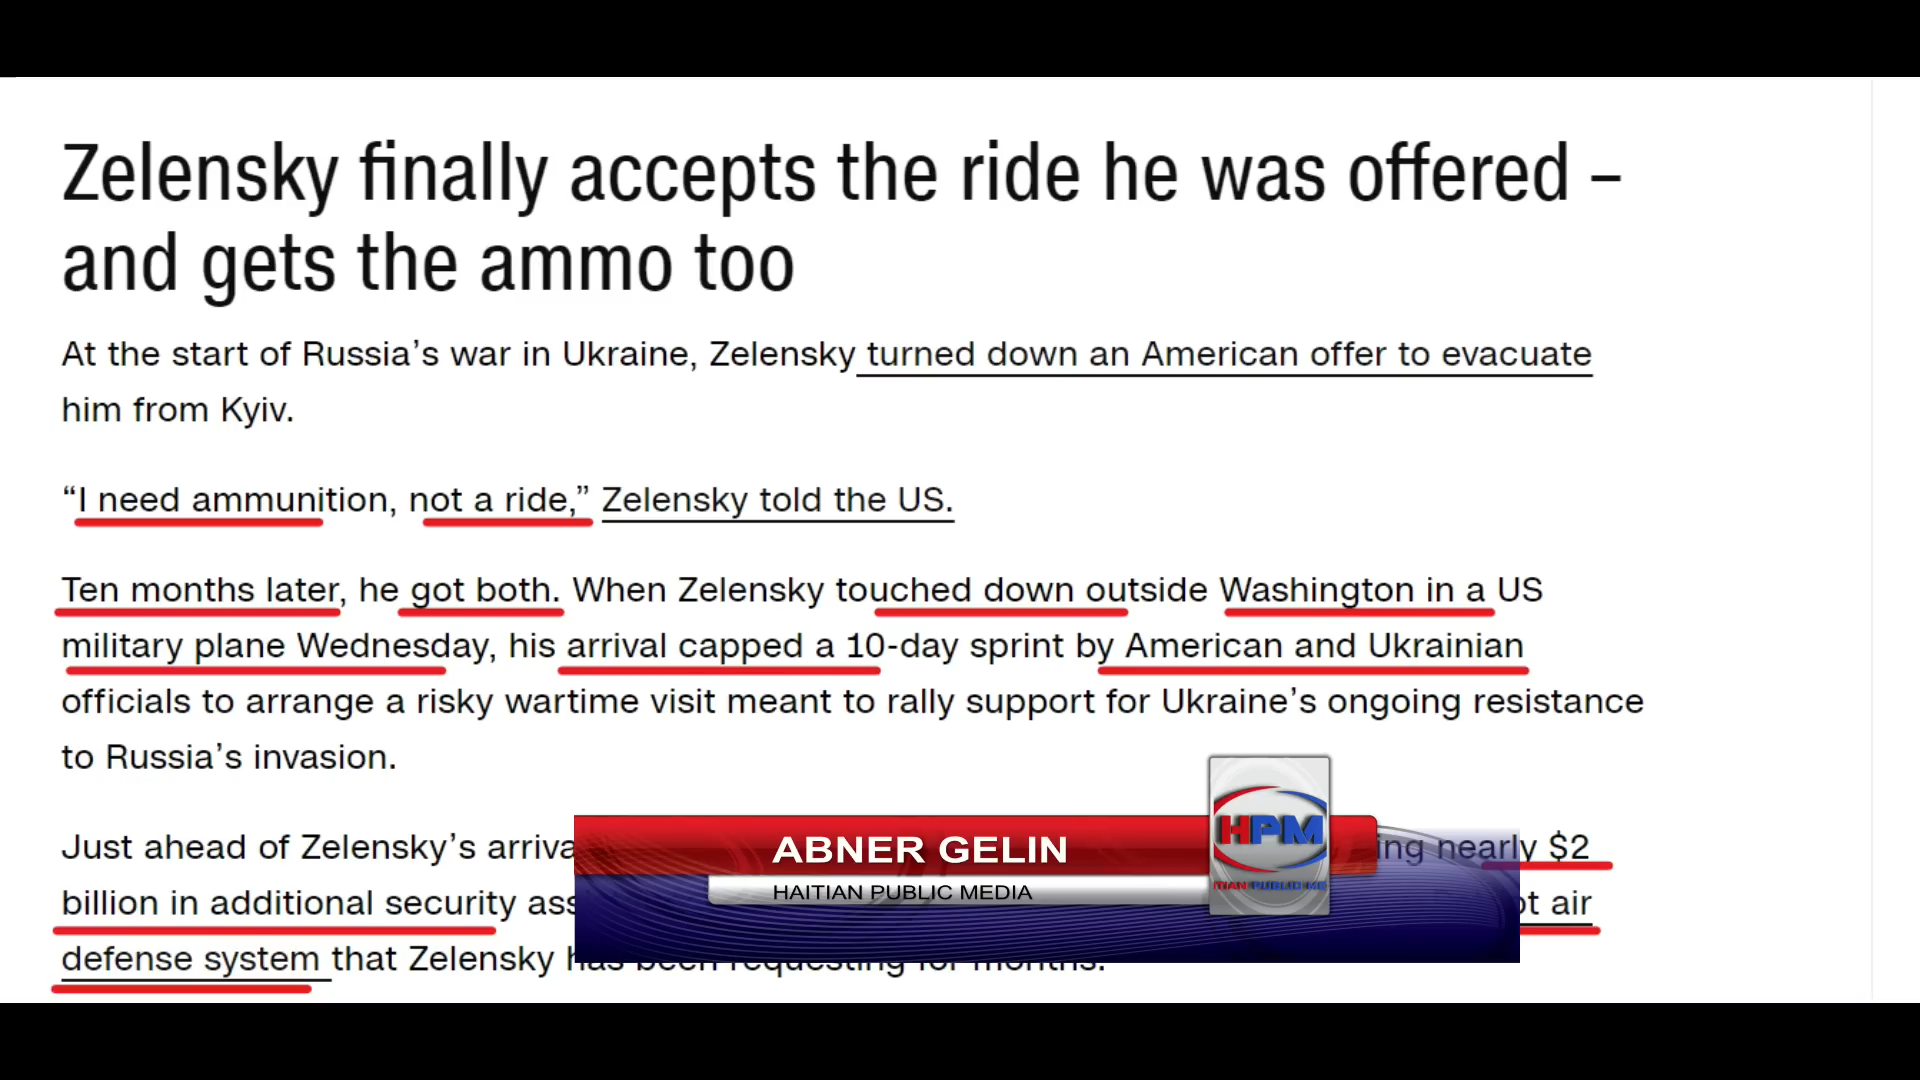 Zelensky finally accepts the ride he was offered –
and gets the ammo too
At the start of Russia’s war in Ukraine, Zelensky turned down an American offer to evacuate
him from Kyiv.
“I need ammunition, not a ride,” Zelensky told the US.
Ten months later, he got both. When Zelensky touched down outside Washington in a US
military plane Wednesday, his arrival capped a 10-day sprint by American and Ukrainian
officials to arrange a risky wartime visit meant to rally support for Ukraine’s ongoing resistance
to Russia’s invasion.
Just ahead of Zelensky’s nearly $2
billion in additional security air
defense system that Zelensky has been requesting for months.
ABNER GELIN
HAITIAN PUBLIC MEDIA
HPM